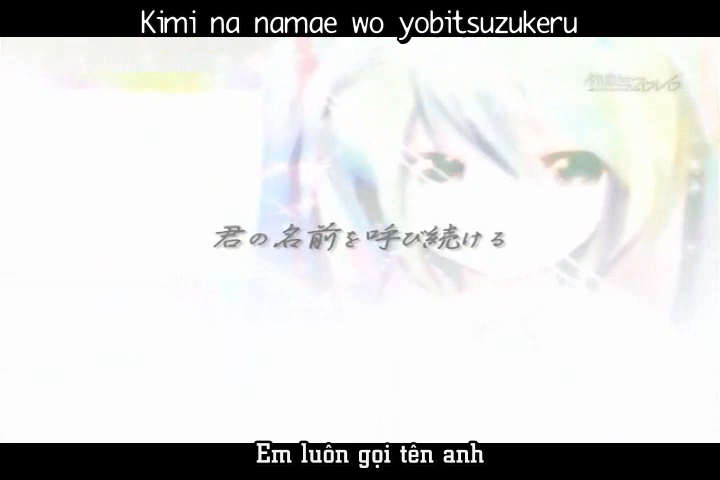 Kimi na namae wo yobitsuzukeru
君の名前を呼び続ける
Em luôn gọi tên anh